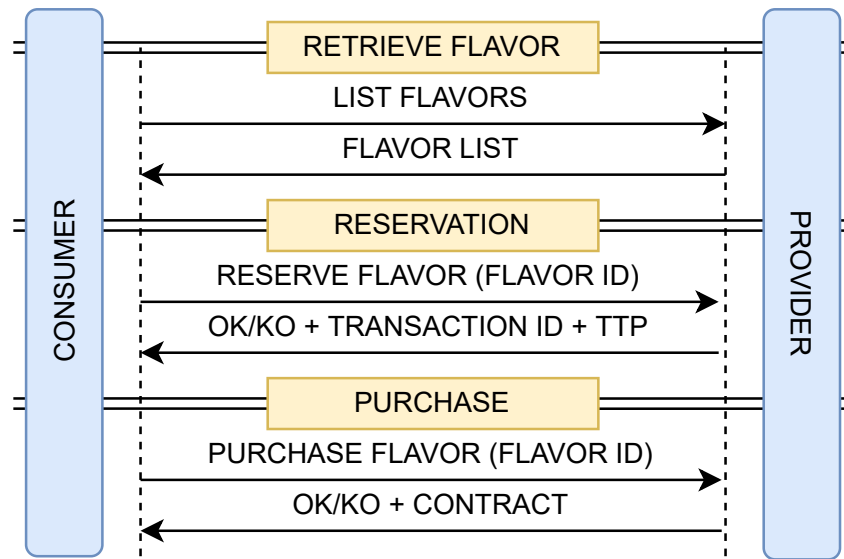 RETRIEVE FLAVOR
LIST FLAVORS
FLAVOR LIST
CONSUMER
PROVIDER
RESERVATION
RESERVE FLAVOR (FLAVOR ID)
OK/KO + TRANSACTION ID + TTP
PURCHASE
PURCHASE FLAVOR (FLAVOR ID)
OK/KO + CONTRACT